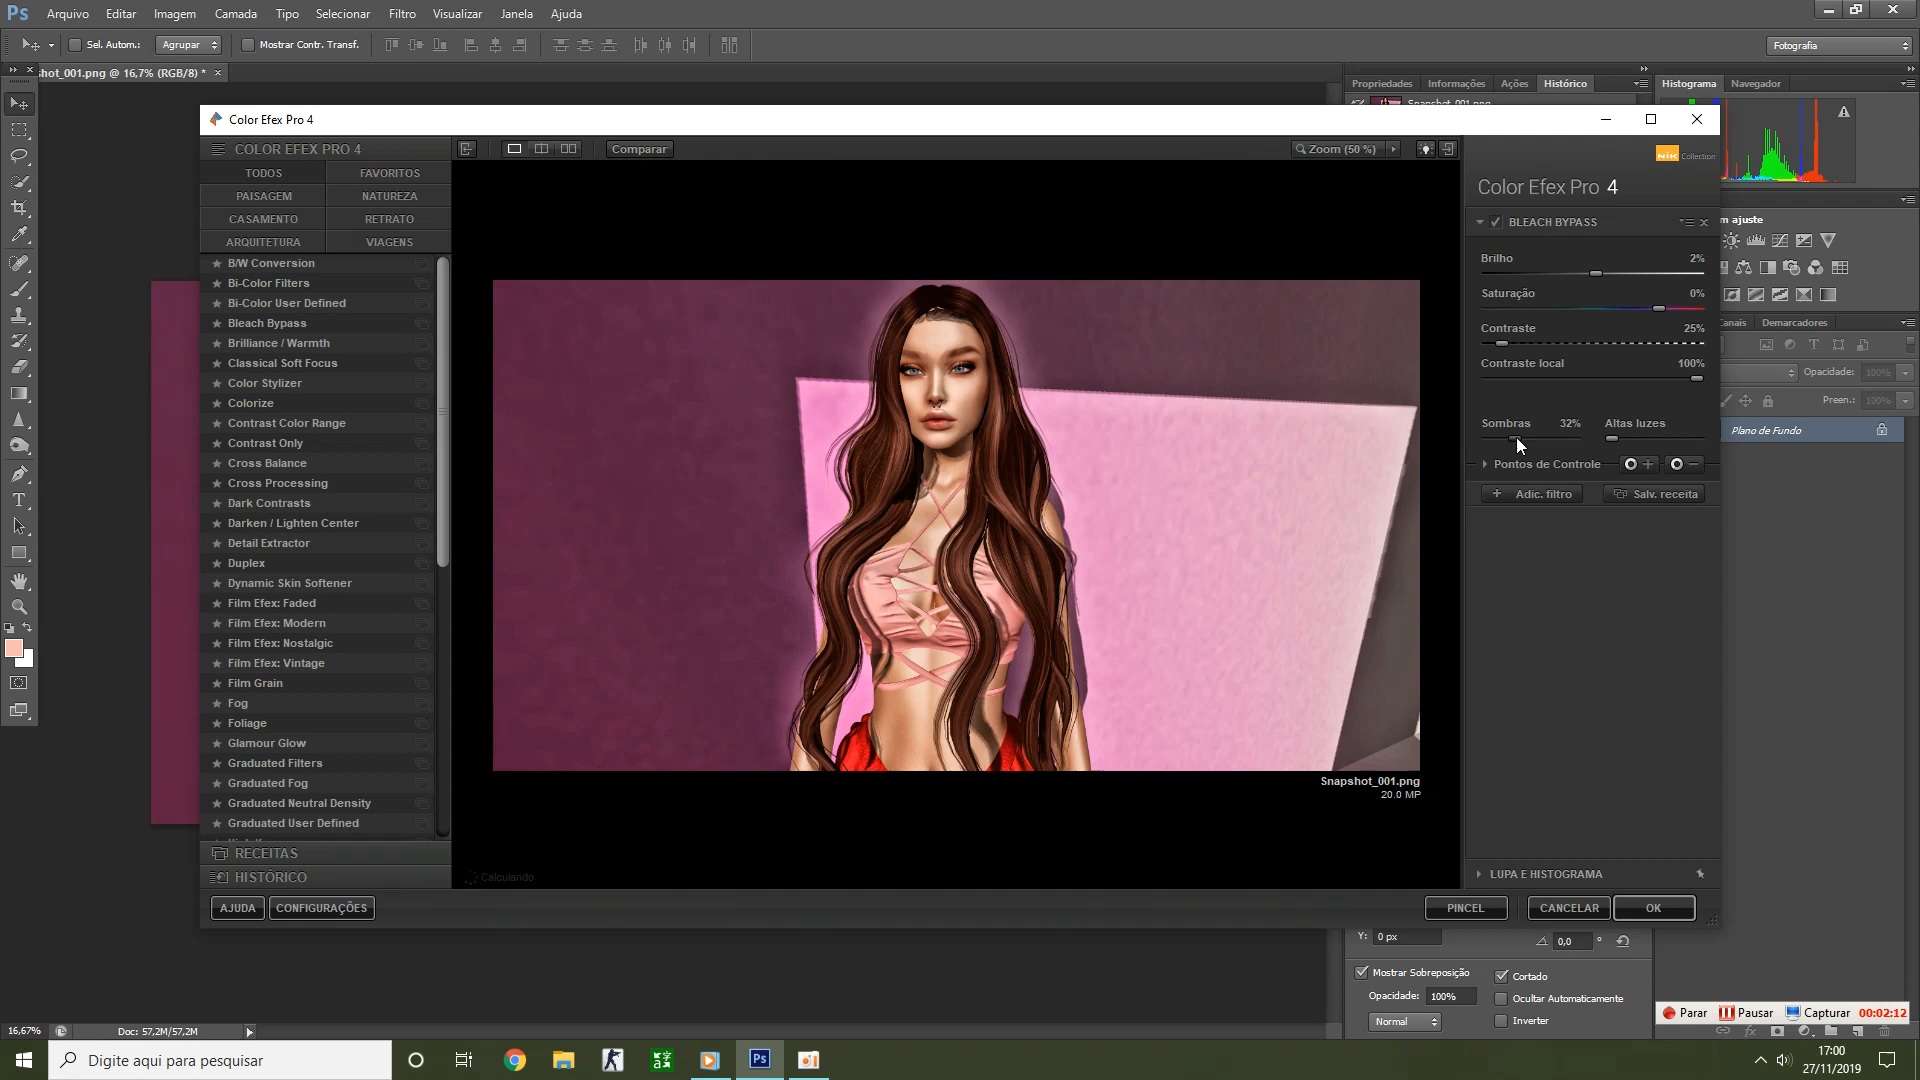 Ps Arquivo Editar Imagem Camada Tipo Selecionar Filtro Visualizar Janela Ajuda
Sel. Autom.: Agrupar Mostrar Contr. Transf. Fotografia
shot_001.png @ 16,7% (RGB/8) * ×
Propriedades Informações Ações Histórico Histograma Navegador
Snapshot_001.png
Color Efex Pro 4
COLOR EFEX PRO 4
Comparar
Zoom (50 %)
TODOS FAVORITOS
PAISAGEM NATUREZA
CASAMENTO RETRATO
ARQUITETURA VIAGENS
B/W Conversion
Bi-Color Filters
Bi-Color User Defined
Bleach Bypass
Brilliance / Warmth
Classical Soft Focus
Color Stylizer
Colorize
Contrast Color Range
Contrast Only
Cross Balance
Cross Processing
Dark Contrasts
Darken / Lighten Center
Detail Extractor
Duplex
Dynamic Skin Softener
Film Efex: Faded
Film Efex: Modern
Film Efex: Nostalgic
Film Efex: Vintage
Film Grain
Fog
Foliage
Glamour Glow
Graduated Filters
Graduated Fog
Graduated Neutral Density
Graduated User Defined
RECEITAS
HISTÓRICO
AJUDA CONFIGURAÇÕES
Calculando
Snapshot_001.png
20.0 MP
Nik Collection
Color Efex Pro 4
BLEACH BYPASS
Brilho 2%
Saturação 0%
Contraste 25%
Contraste local 100%
Sombras 32% Altas luzes
Pontos de Controle
Adic. filtro Salv. receita
LUPA E HISTOGRAMA
PINCEL CANCELAR OK
m ajuste
anais Demarcadores
Opacidade: 100%
Preen.: 100%
Plano de Fundo
Y: 0 px 0,0 °
Mostrar Sobreposição Cortado
Opacidade: 100% Ocultar Automaticamente
Normal Inverter
Parar Pausar Capturar 00:02:12
16,67% Doc: 57,2M/57,2M
Digite aqui para pesquisar
Ps
17:00
27/11/2019